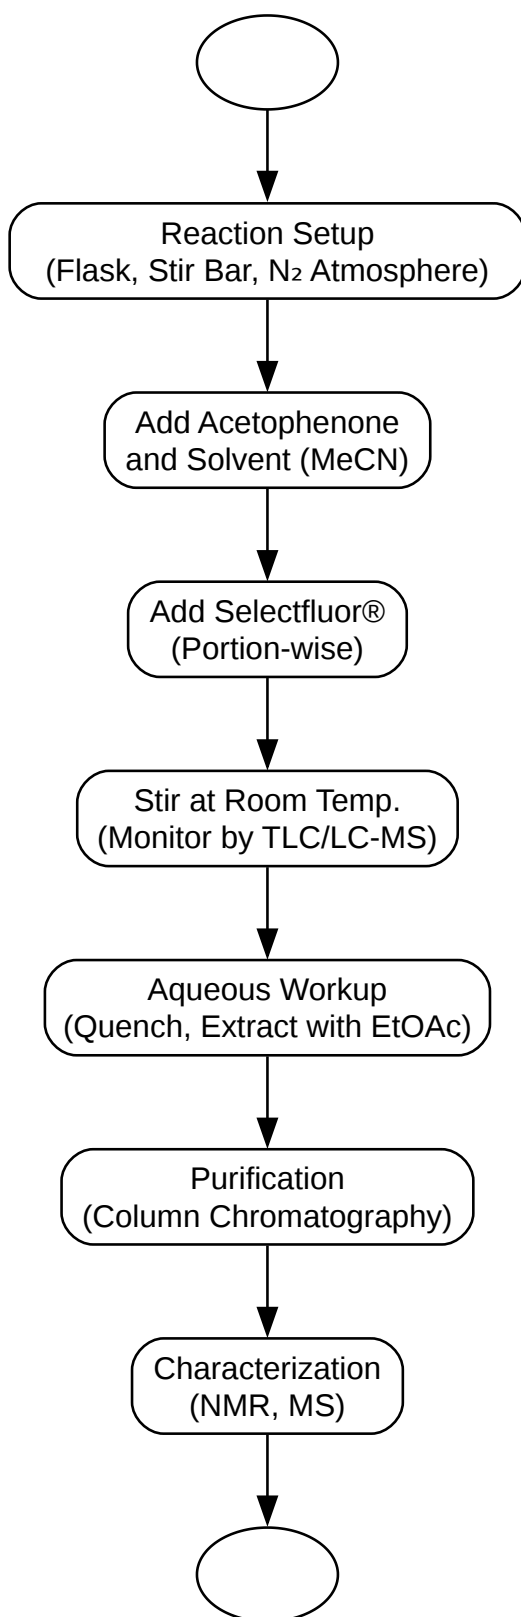 Reaction Setup
(Flask, Stir Bar, N₂ Atmosphere)
Add Acetophenone
and Solvent (MeCN)
Add Selectfluor®
(Portion-wise)
Stir at Room Temp.
(Monitor by TLC/LC-MS)
Aqueous Workup
(Quench, Extract with EtOAc)
Purification
(Column Chromatography)
Characterization
(NMR, MS)